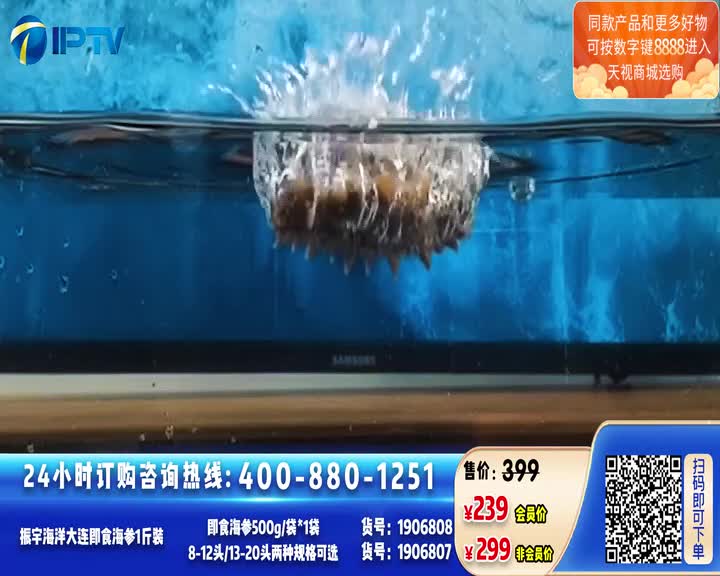 IPTV
同款产品和更多好物
可按数字键8888进入
天视商城选购
SAMSUNG
24小时订购咨询热线:400-880-1251
振宇海洋大连即食海参1斤装
即食海参500g/袋*1袋 货号:1906808
8-12头/13-20头两种规格可选 货号:1906807
售价:399
¥239 会员价
¥299 非会员价
扫码即可下单